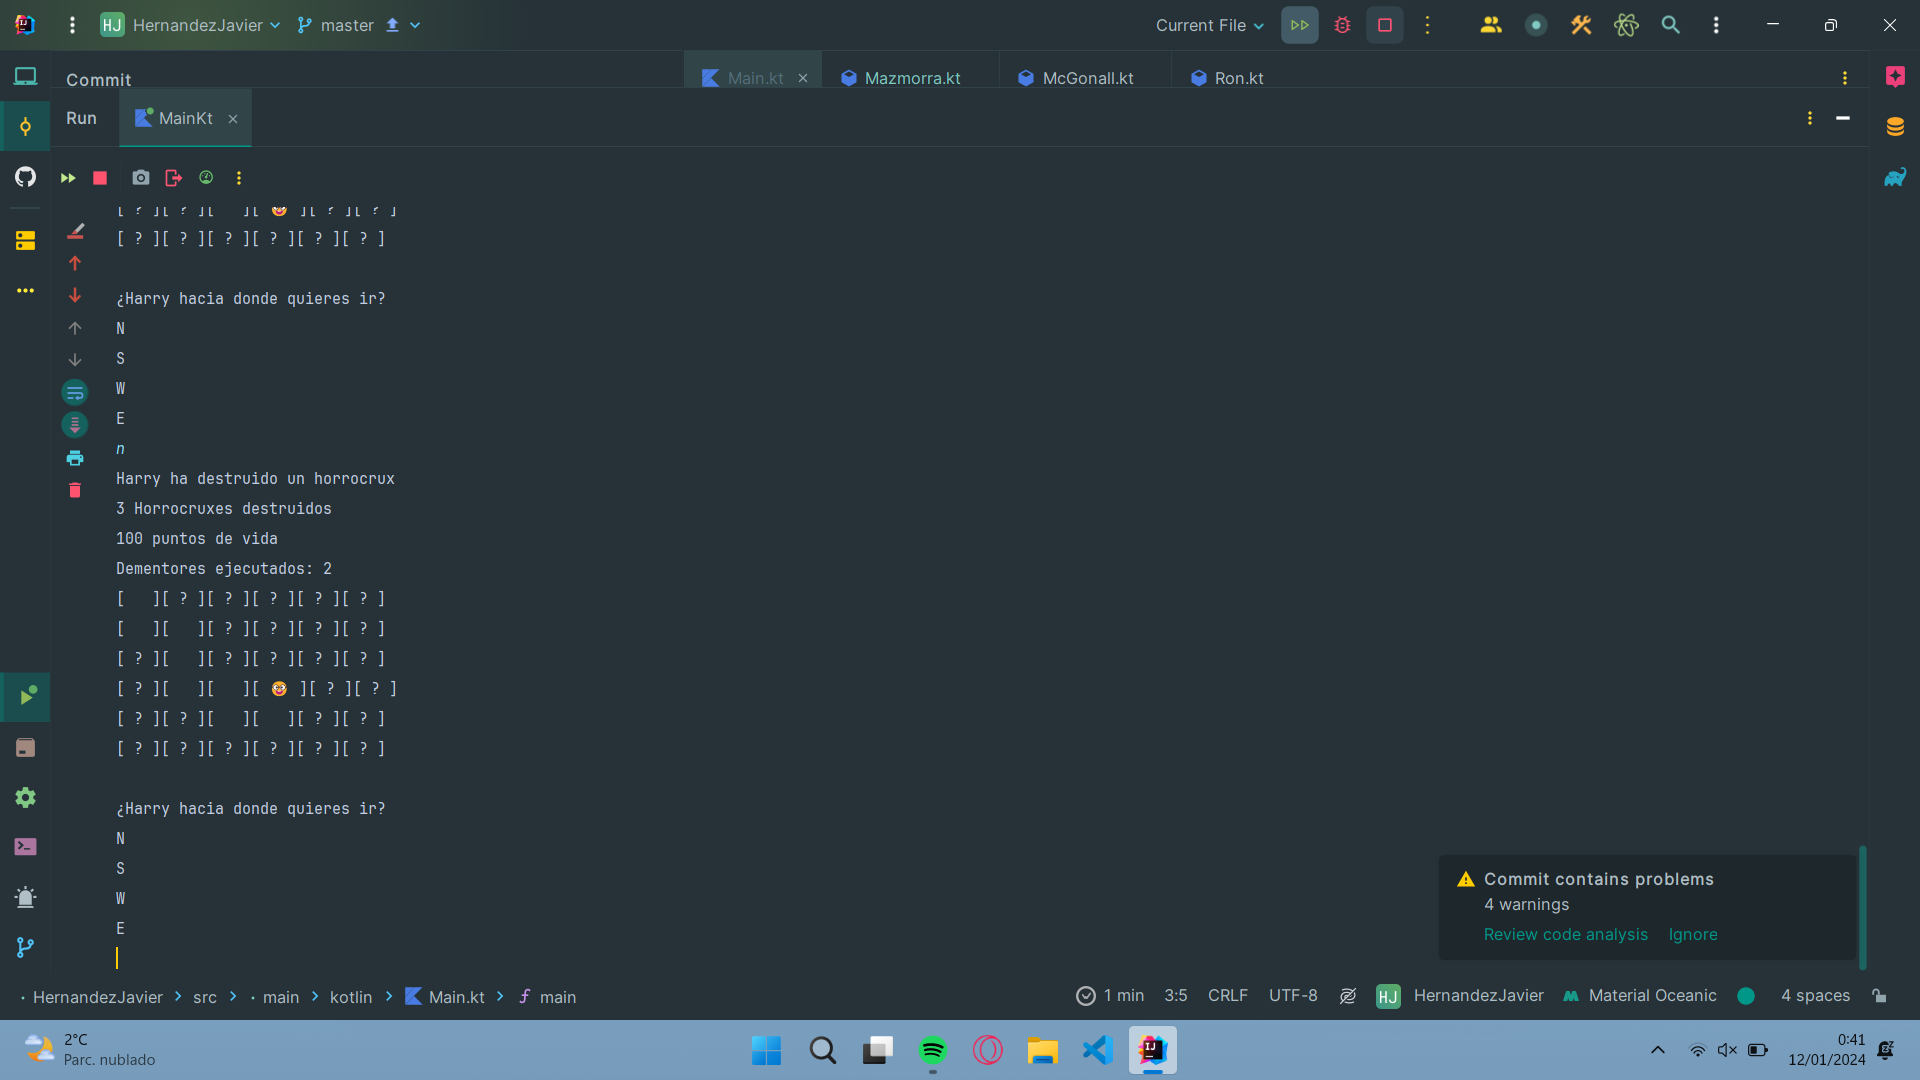 HJ HernandezJavier master Current File
Commit Main.kt Mazmorra.kt McGonall.kt Ron.kt
Run MainKt
[ ? ][ ? ][   ][ 🤓 ][ ? ][ ? ]
[ ? ][ ? ][ ? ][ ? ][ ? ][ ? ]
¿Harry hacia donde quieres ir?
N
S
W
E
n
Harry ha destruido un horrocrux
3 Horrocruxes destruidos
100 puntos de vida
Dementores ejecutados: 2
[   ][ ? ][ ? ][ ? ][ ? ][ ? ]
[   ][   ][ ? ][ ? ][ ? ][ ? ]
[ ? ][   ][ ? ][ ? ][ ? ][ ? ]
[ ? ][   ][   ][ 🤓 ][ ? ][ ? ]
[ ? ][ ? ][   ][   ][ ? ][ ? ]
[ ? ][ ? ][ ? ][ ? ][ ? ][ ? ]
¿Harry hacia donde quieres ir?
N
S
W
E
Commit contains problems
4 warnings
Review code analysis Ignore
HernandezJavier > src > main > kotlin > Main.kt > main 1 min 3:5 CRLF UTF-8 HJ HernandezJavier Material Oceanic 4 spaces
2°C
Parc. nublado
0:41
12/01/2024